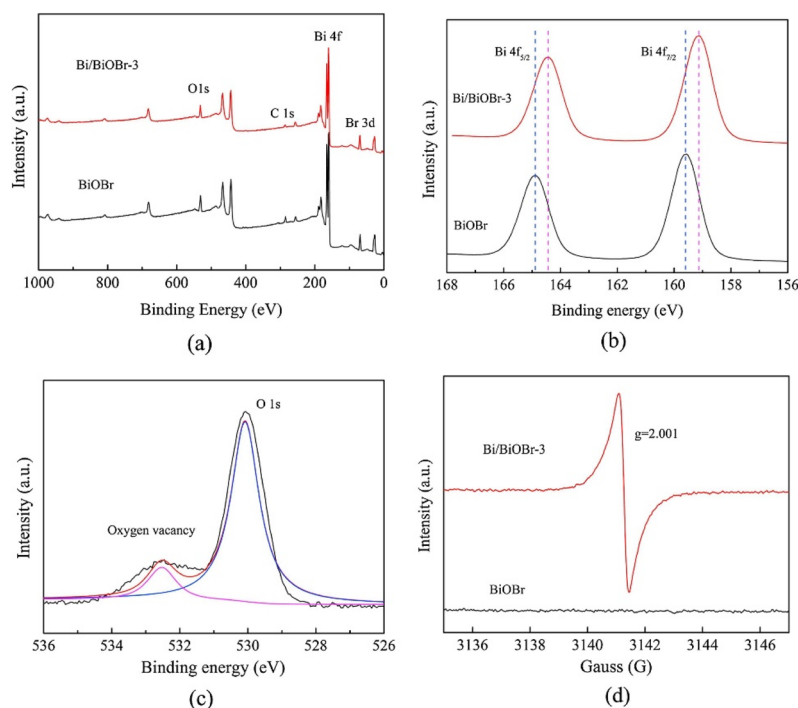 Bi 4f
Bi/BiOBr-3
O1s
C 1s
Br 3d
BiOBr
Intensity (a.u.)
1000 800 600 400 200 0
Binding Energy (eV)
(a)
Bi 4f5/2
Bi 4f7/2
Bi/BiOBr-3
BiOBr
Intensity (a.u.)
168 166 164 162 160 158 156
Binding energy (eV)
(b)
O 1s
Oxygen vacancy
Intensity (a.u.)
536 534 532 530 528 526
Binding energy (eV)
(c)
g=2.001
Bi/BiOBr-3
BiOBr
Intensity (a.u.)
3136 3138 3140 3142 3144 3146
Gauss (G)
(d)